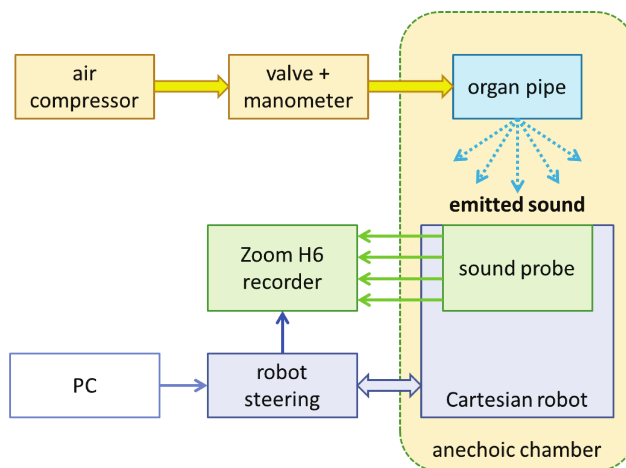 air
compressor
valve +
manometer
organ pipe
emitted sound
Zoom H6
recorder
sound probe
PC
robot
steering
Cartesian robot
anechoic chamber